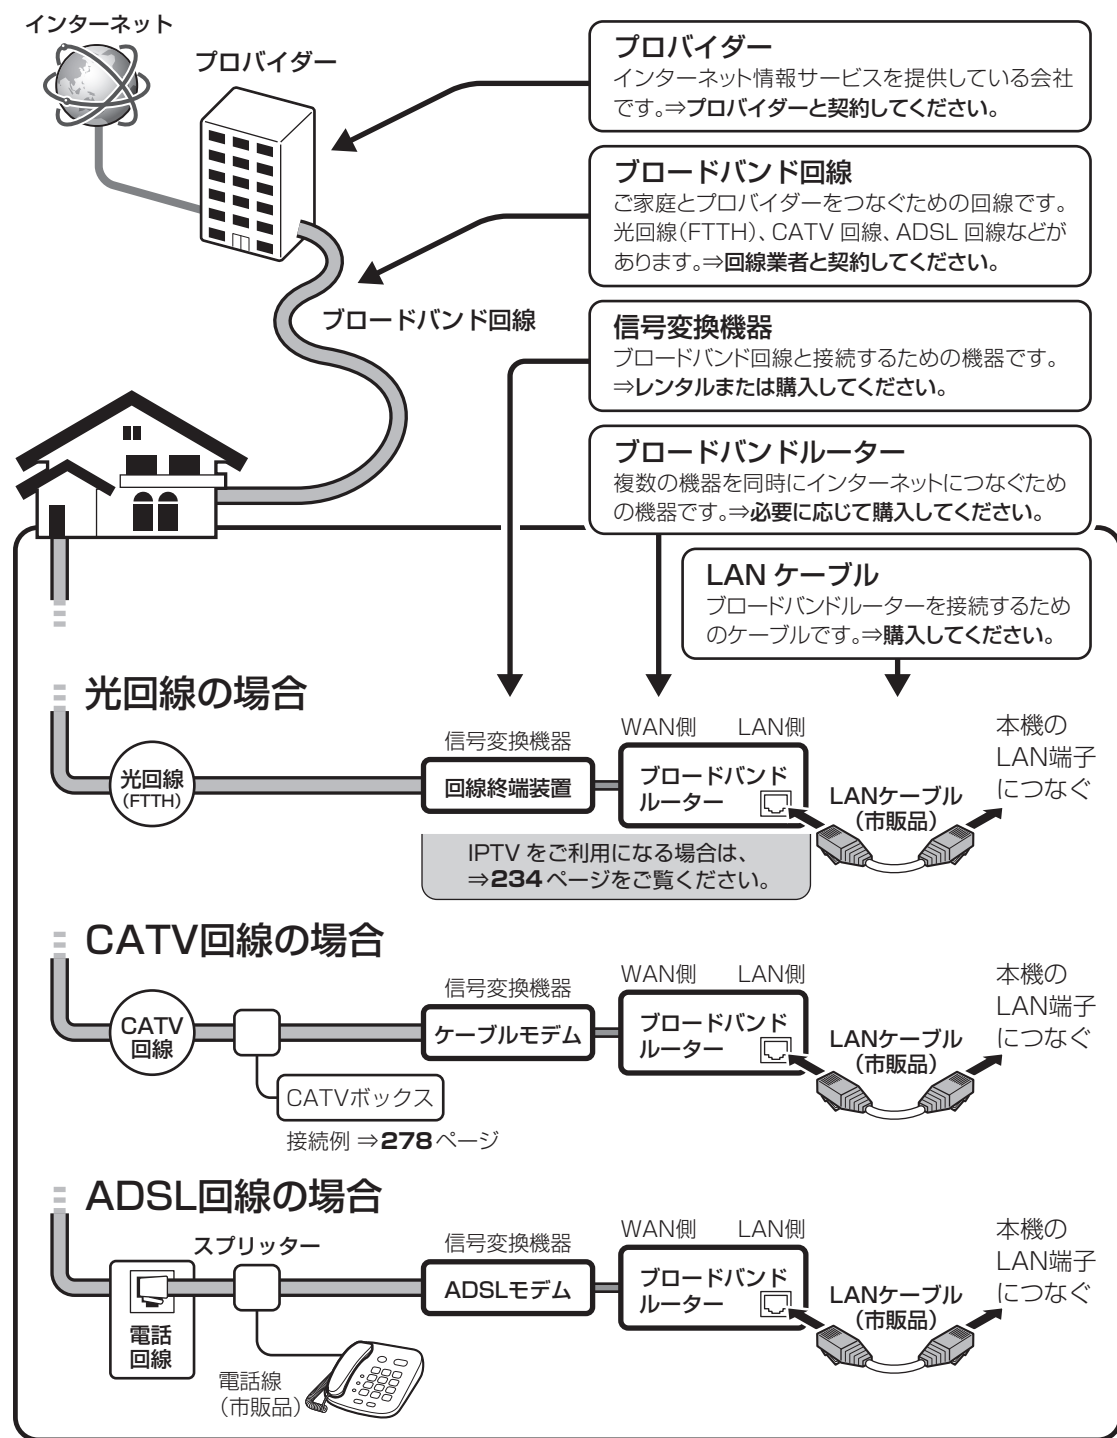 インターネット
プロバイダー
プロバイダー
インターネット情報サービスを提供している会社
です。⇒プロバイダーと契約してください。
ブロードバンド回線
ご家庭とプロバイダーをつなぐための回線です。
光回線(FTTH)、CATV 回線、ADSL 回線などが
あります。⇒回線業者と契約してください。
ブロードバンド回線
信号変換機器
ブロードバンド回線と接続するための機器です。
⇒レンタルまたは購入してください。
ブロードバンドルーター
複数の機器を同時にインターネットにつなぐため
の機器です。⇒必要に応じて購入してください。
LAN ケーブル
ブロードバンドルーターを接続するため
のケーブルです。⇒購入してください。
光回線の場合
光回線
(FTTH)
信号変換機器
回線終端装置
WAN側 LAN側
ブロードバンド
ルーター
LANケーブル
(市販品)
本機の
LAN端子
につなぐ
IPTV をご利用になる場合は、
⇒234 ページをご覧ください。
CATV回線の場合
CATV
回線
CATVボックス
接続例 ⇒278ページ
信号変換機器
ケーブルモデム
WAN側 LAN側
ブロードバンド
ルーター
LANケーブル
(市販品)
本機の
LAN端子
につなぐ
ADSL回線の場合
スプリッター
電話
回線
電話線
(市販品)
信号変換機器
ADSLモデム
WAN側 LAN側
ブロードバンド
ルーター
LANケーブル
(市販品)
本機の
LAN端子
につなぐ